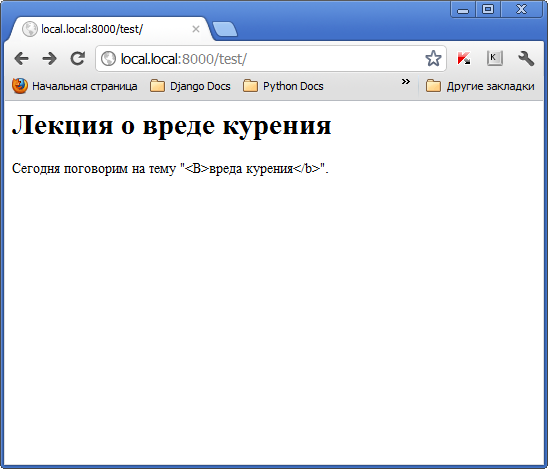 local.local:8000/test/
local.local:8000/test/
Начальная страница Django Docs Python Docs » Другие закладки
Лекция о вреде курения
Сегодня поговорим на тему "<B>вреда курения</b>".